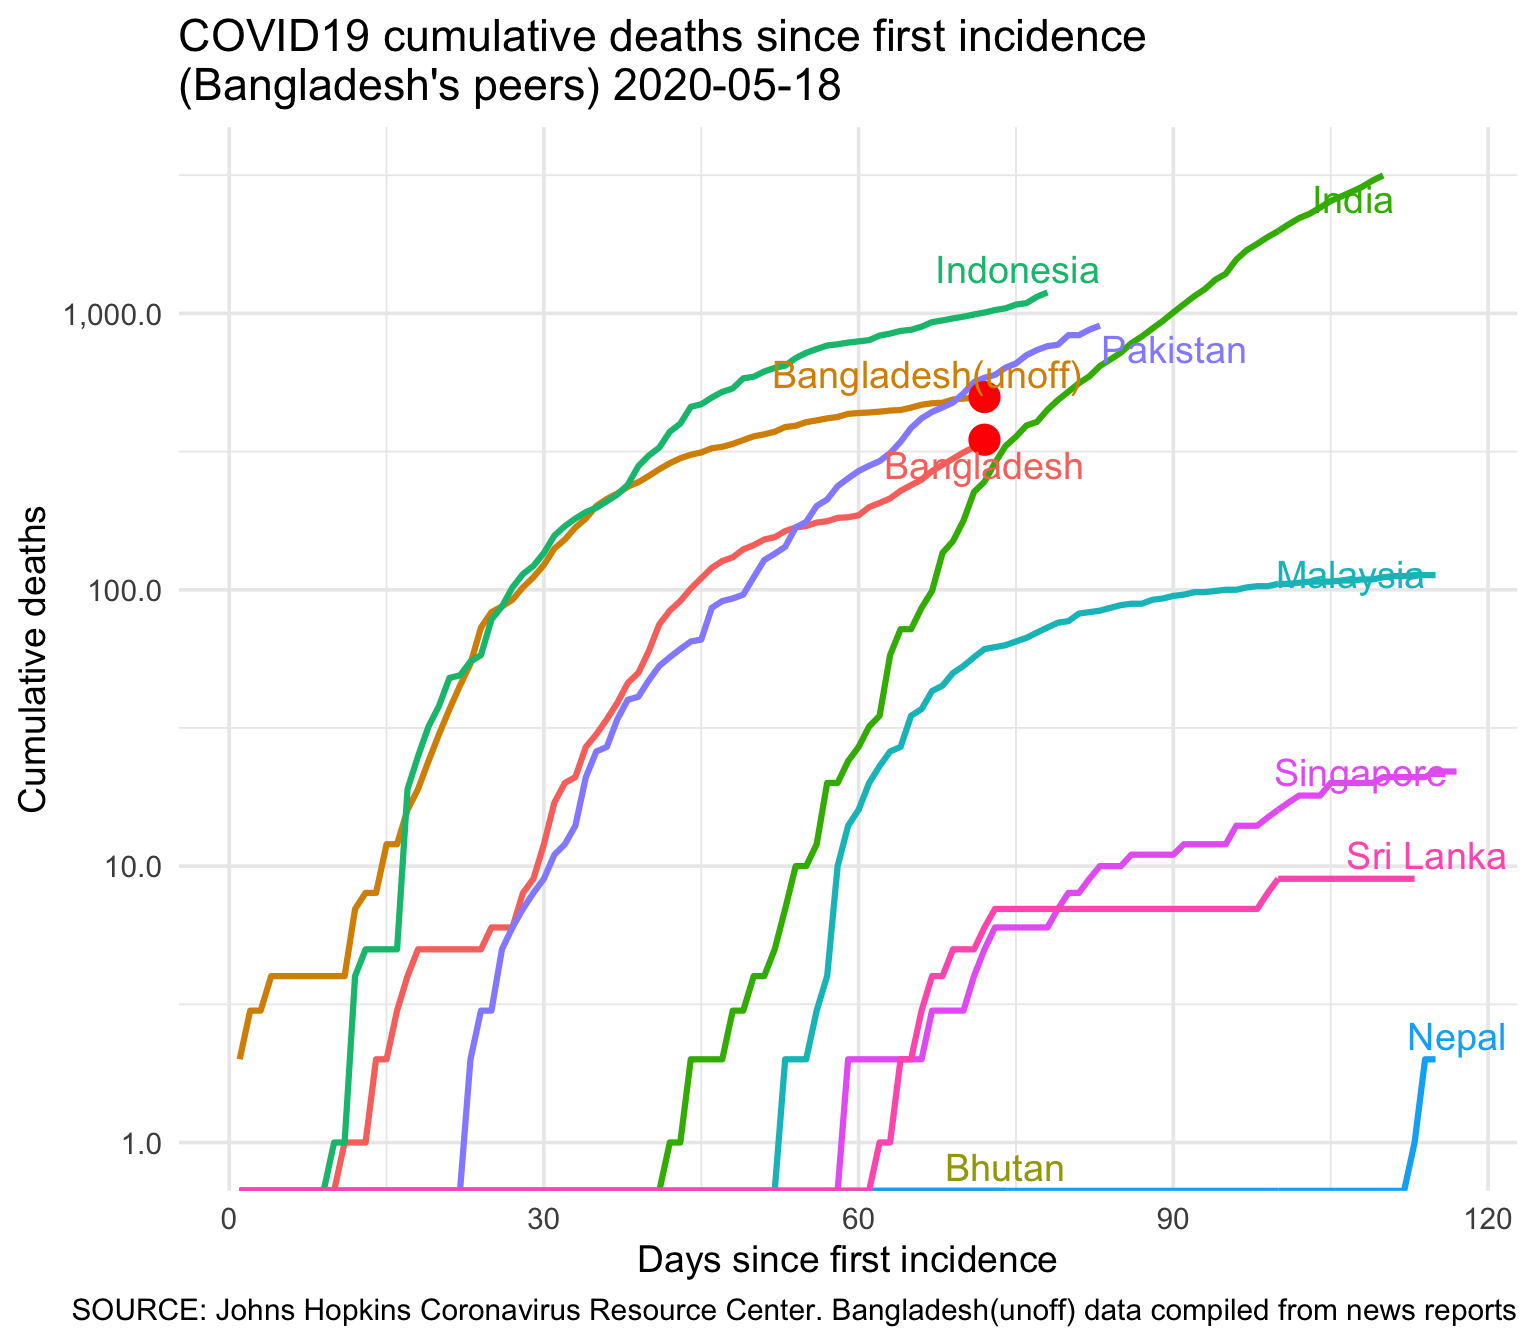 COVID19 cumulative deaths since first incidence
(Bangladesh's peers) 2020-05-18
India
Indonesia
1,000.0
Pakistan
Bangladesh(unoff)
Bangladesh
100.0
Malaysia
Cumulative deaths
Singapore
10.0
Sri Lanka
Nepal
1.0
Bhutan
0 30 60 90 120
Days since first incidence
SOURCE: Johns Hopkins Coronavirus Resource Center. Bangladesh(unoff) data compiled from news reports